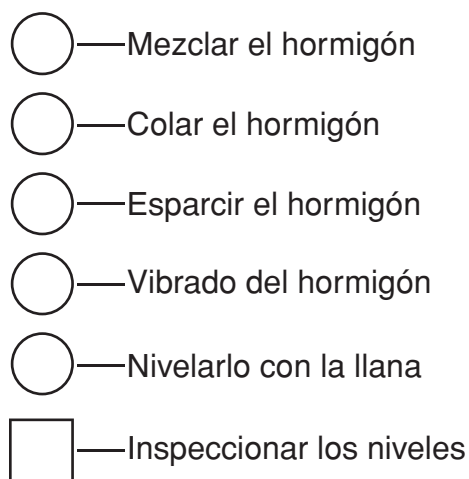 Mezclar el hormigón
Colar el hormigón
Esparcir el hormigón
Vibrado del hormigón
Nivelarlo con la llana
Inspeccionar los niveles